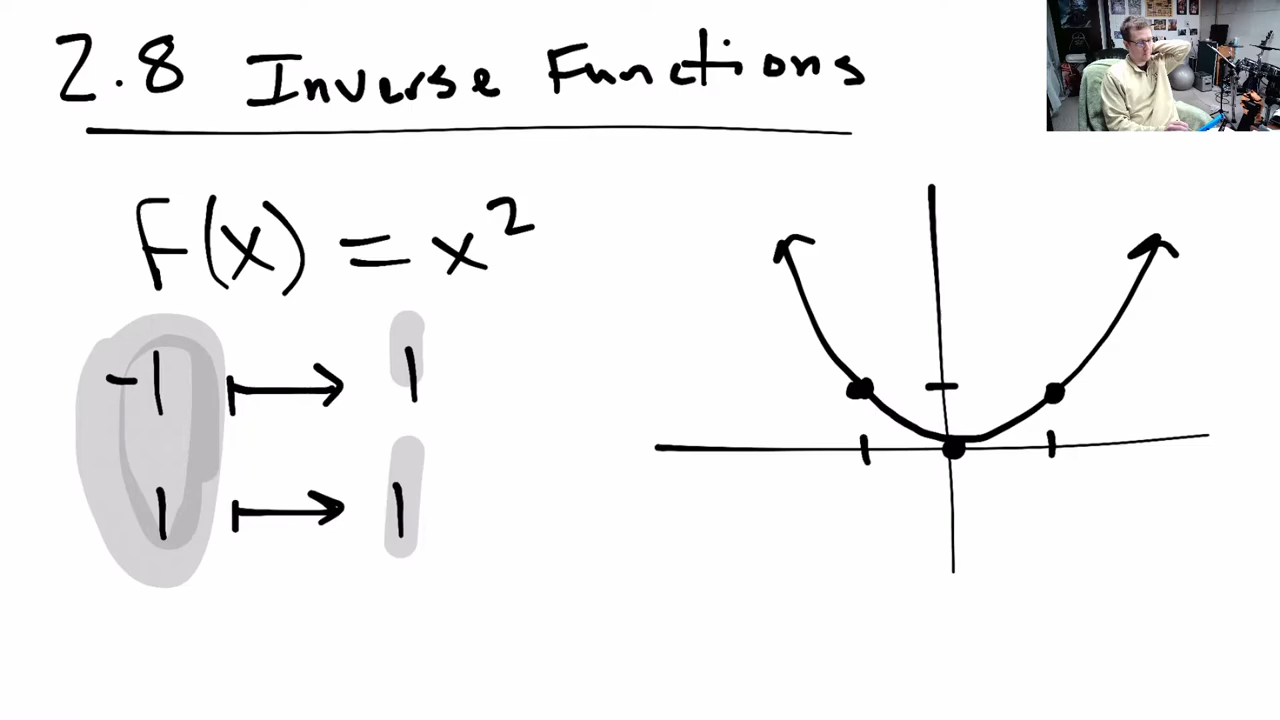 2.8 Inverse Functions
F(x) = x²
-1 ↦ 1
1 ↦ 1